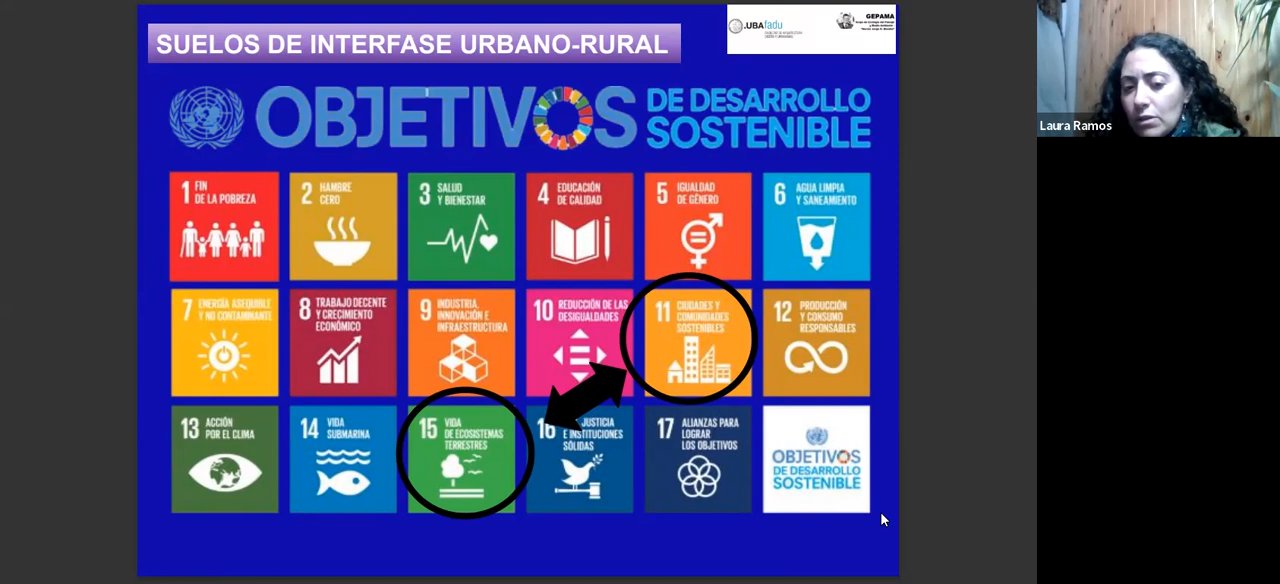 SUELOS DE INTERFASE URBANO-RURAL
.UBAfadu
GEPAMA
Laura Ramos
OBJETIVOS
DE DESARROLLO
SOSTENIBLE
1 FIN
DE LA POBREZA
2 HAMBRE
CERO
3 SALUD
Y BIENESTAR
4 EDUCACIÓN
DE CALIDAD
5 IGUALDAD
DE GÉNERO
6 AGUA LIMPIA
Y SANEAMIENTO
7 ENERGÍA ASEQUIBLE
Y NO CONTAMINANTE
8 TRABAJO DECENTE
Y CRECIMIENTO
ECONÓMICO
9 INDUSTRIA,
INNOVACIÓN E
INFRAESTRUCTURA
10 REDUCCIÓN DE LAS
DESIGUALDADES
11 CIUDADES Y
COMUNIDADES
SOSTENIBLES
12 PRODUCCIÓN
Y CONSUMO
RESPONSABLES
13 ACCIÓN
POR EL CLIMA
14 VIDA
SUBMARINA
15 VIDA
DE ECOSISTEMAS
TERRESTRES
16 JUSTICIA
E INSTITUCIONES
SÓLIDAS
17 ALIANZAS PARA
LOGRAR
LOS OBJETIVOS
OBJETIVOS
DE DESARROLLO
SOSTENIBLE